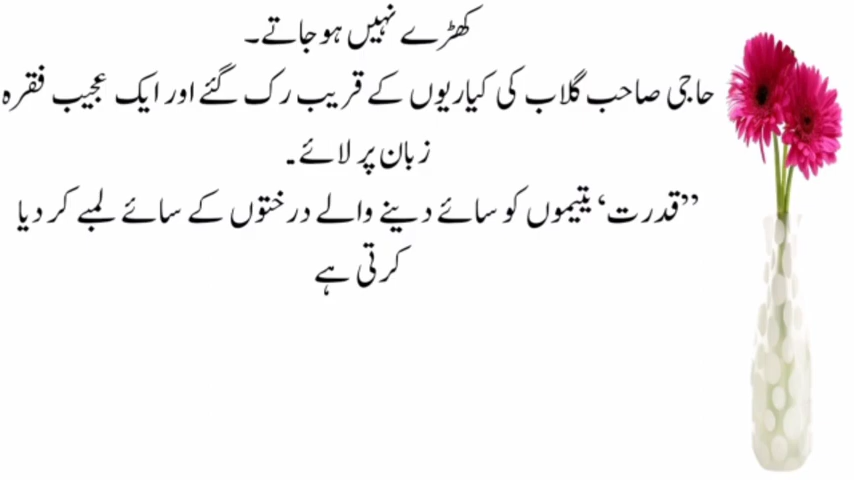 کھڑے نہیں ہو جاتے۔
حاجی صاحب گلاب کی کیاریوں کے قریب رک گئے اور ایک عجیب فقرہ
زبان پر لائے۔
’’قدرت‘ یتیموں کو سائے دینے والے درختوں کے سائے لمبے کر دیا
کرتی ہے